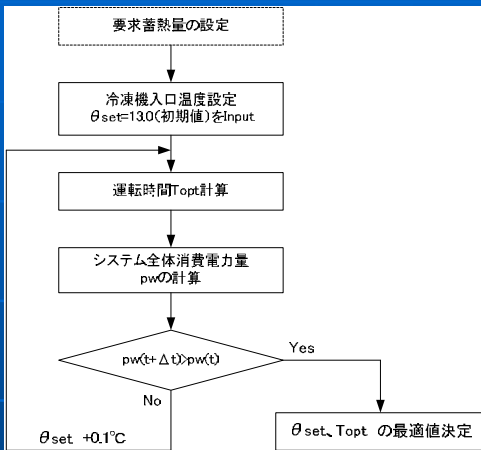 要求蓄熱量の設定
冷凍機入口温度設定
θset=13.0(初期値)をInput
運転時間Topt計算
システム全体消費電力量
pwの計算
pw(t+Δt)>pw(t)
Yes
No
θset +0.1℃
θset、Topt の最適値決定